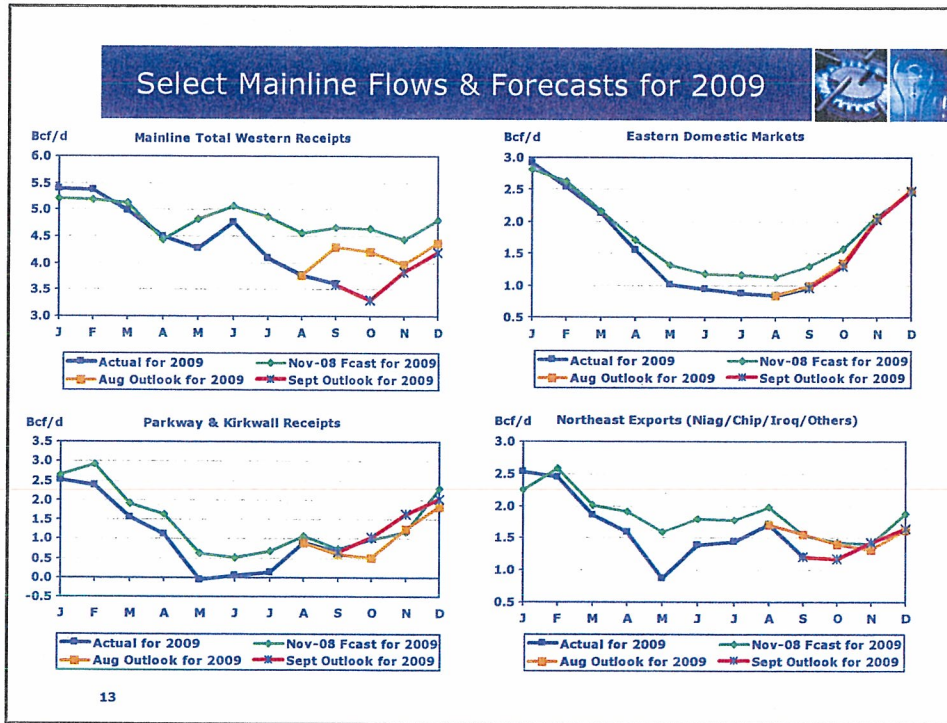 Select Mainline Flows & Forecasts for 2009
Bcf/d Mainline Total Western Receipts
6.0
5.5
5.0
4.5
4.0
3.5
3.0
J F M A M J J A S O N D
Actual for 2009 Nov-08 Fcast for 2009
Aug Outlook for 2009 Sept Outlook for 2009
Bcf/d Eastern Domestic Markets
3.0
2.5
2.0
1.5
1.0
0.5
J F M A M J J A S O N D
Actual for 2009 Nov-08 Fcast for 2009
Aug Outlook for 2009 Sept Outlook for 2009
Bcf/d Parkway & Kirkwall Receipts
3.5
3.0
2.5
2.0
1.5
1.0
0.5
0.0
-0.5
J F M A M J J A S O N D
Actual for 2009 Nov-08 Fcast for 2009
Aug Outlook for 2009 Sept Outlook for 2009
Bcf/d Northeast Exports (Niag/Chip/Iroq/Others)
3.0
2.5
2.0
1.5
1.0
0.5
J F M A M J J A S O N D
Actual for 2009 Nov-08 Fcast for 2009
Aug Outlook for 2009 Sept Outlook for 2009
13